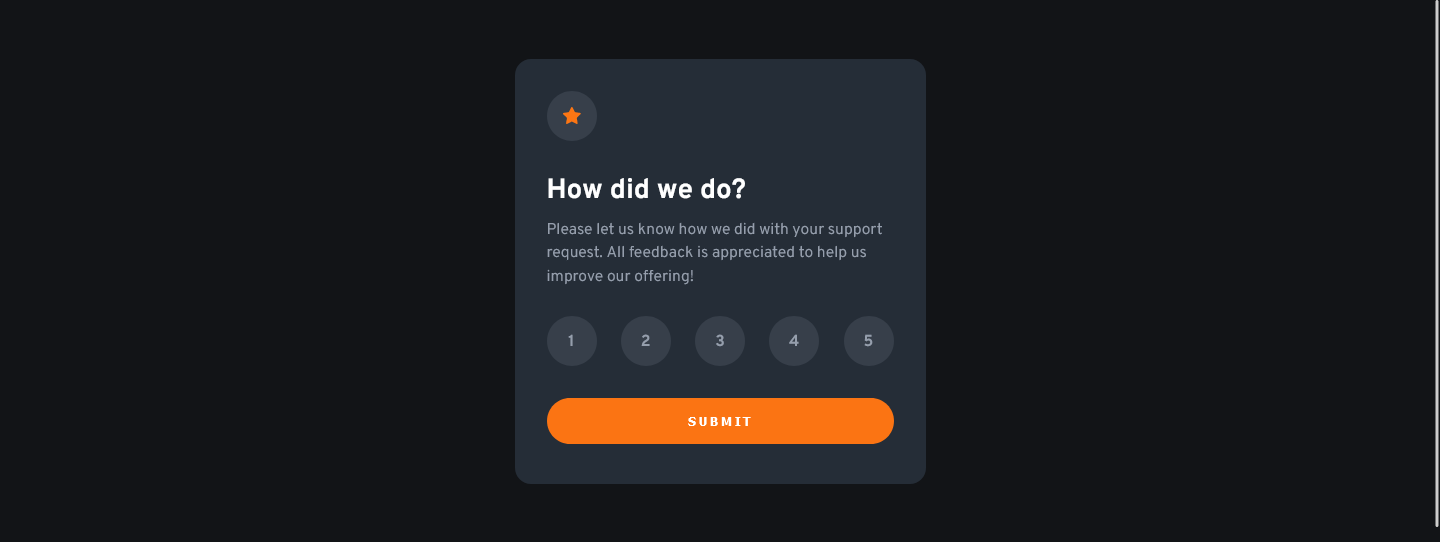 How did we do?
Please let us know how we did with your support
request. All feedback is appreciated to help us
improve our offering!
1 2 3 4 5
SUBMIT